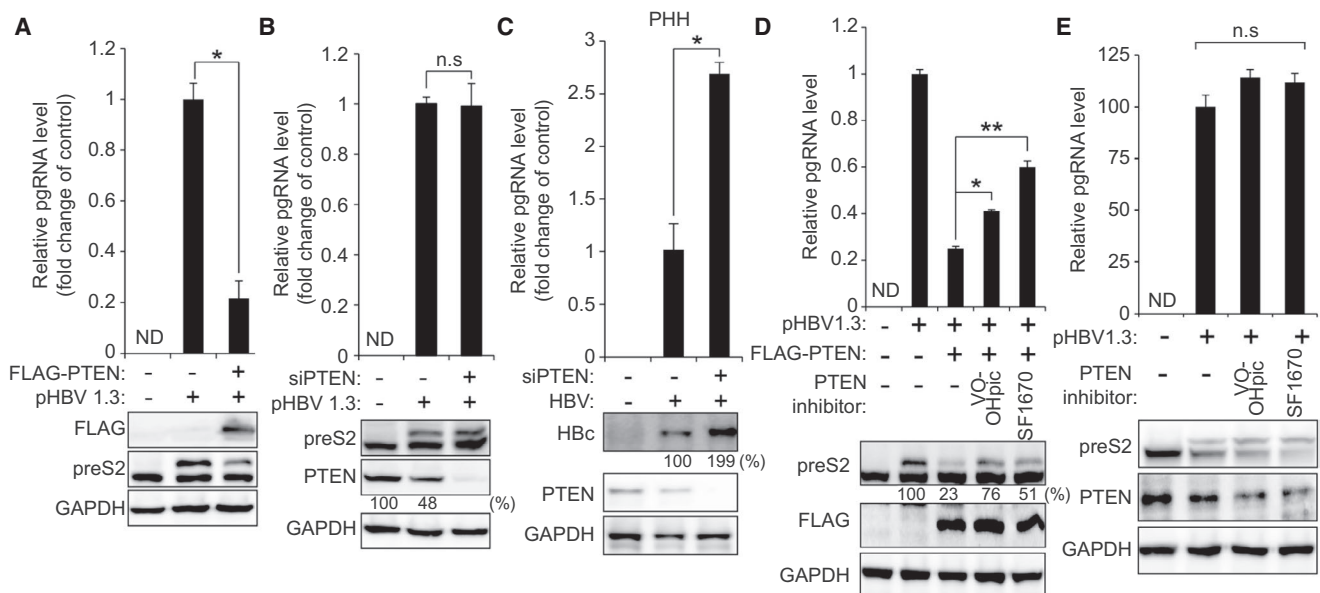 A
Relative pgRNA level
(fold change of control)
1.2
1
0.8
0.6
0.4
0.2
0
*
ND
FLAG-PTEN: - - +
pHBV 1.3: - + +
FLAG
preS2
GAPDH
B
Relative pgRNA level
(fold change of control)
1.2
1
0.8
0.6
0.4
0.2
0
n.s
ND
siPTEN: - - +
pHBV 1.3: - + +
preS2
PTEN
100 48 (%)
GAPDH
C
PHH
Relative pgRNA level
(fold change of control)
3
2.5
2
1.5
1
0.5
0
*
siPTEN: - - +
HBV: - + +
HBc
100 199 (%)
PTEN
GAPDH
D
Relative pgRNA level
1.2
1
0.8
0.6
0.4
0.2
0
**
*
ND
pHBV1.3: - + + + +
FLAG-PTEN: - - + + +
PTEN
inhibitor: - - - VO-
OHpic SF1670
preS2
100 23 76 51 (%)
FLAG
GAPDH
E
Relative pgRNA level
125
100
75
50
25
0
n.s
ND
pHBV1.3: - + + +
PTEN
inhibitor: - - VO-
OHpic SF1670
preS2
PTEN
GAPDH